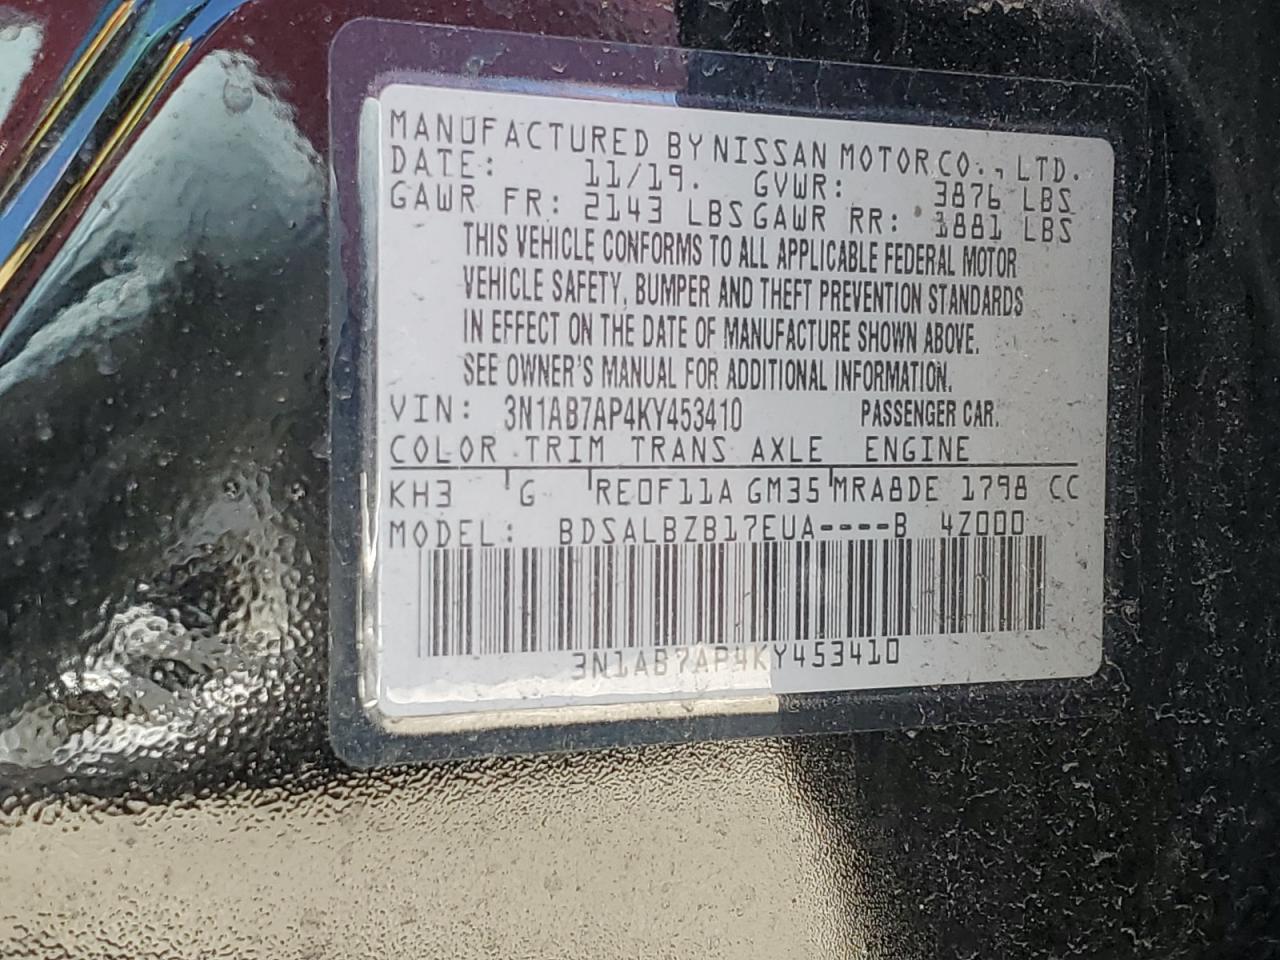 MANUFACTURED BY NISSAN MOTOR CO., LTD.
DATE: 11/19. GVWR: 3876 LBS
GAWR FR: 2143 LBS GAWR RR: 1881 LBS
THIS VEHICLE CONFORMS TO ALL APPLICABLE FEDERAL MOTOR
VEHICLE SAFETY, BUMPER AND THEFT PREVENTION STANDARDS
IN EFFECT ON THE DATE OF MANUFACTURE SHOWN ABOVE.
SEE OWNER'S MANUAL FOR ADDITIONAL INFORMATION.
VIN: 3N1AB7AP4KY453410 PASSENGER CAR.
COLOR TRIM TRANS AXLE ENGINE
KH3 G RE0F11A GM35 MRA8DE 1798 CC
MODEL: BDSALBZB17EUA----B 4Z000
3N1AB7AP4KY453410